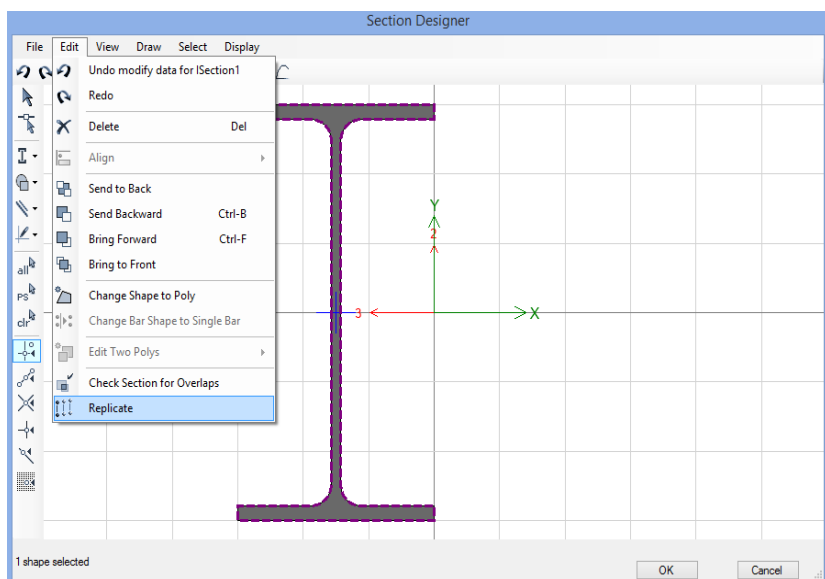 Section Designer
File Edit View Draw Select Display
Undo modify data for ISection1
Redo
Delete Del
Align
Send to Back
Send Backward Ctrl-B
Bring Forward Ctrl-F
Bring to Front
Change Shape to Poly
Change Bar Shape to Single Bar
Edit Two Polys
Check Section for Overlaps
Replicate
all
PS
clr
Y
2
3
X
1 shape selected
OK Cancel